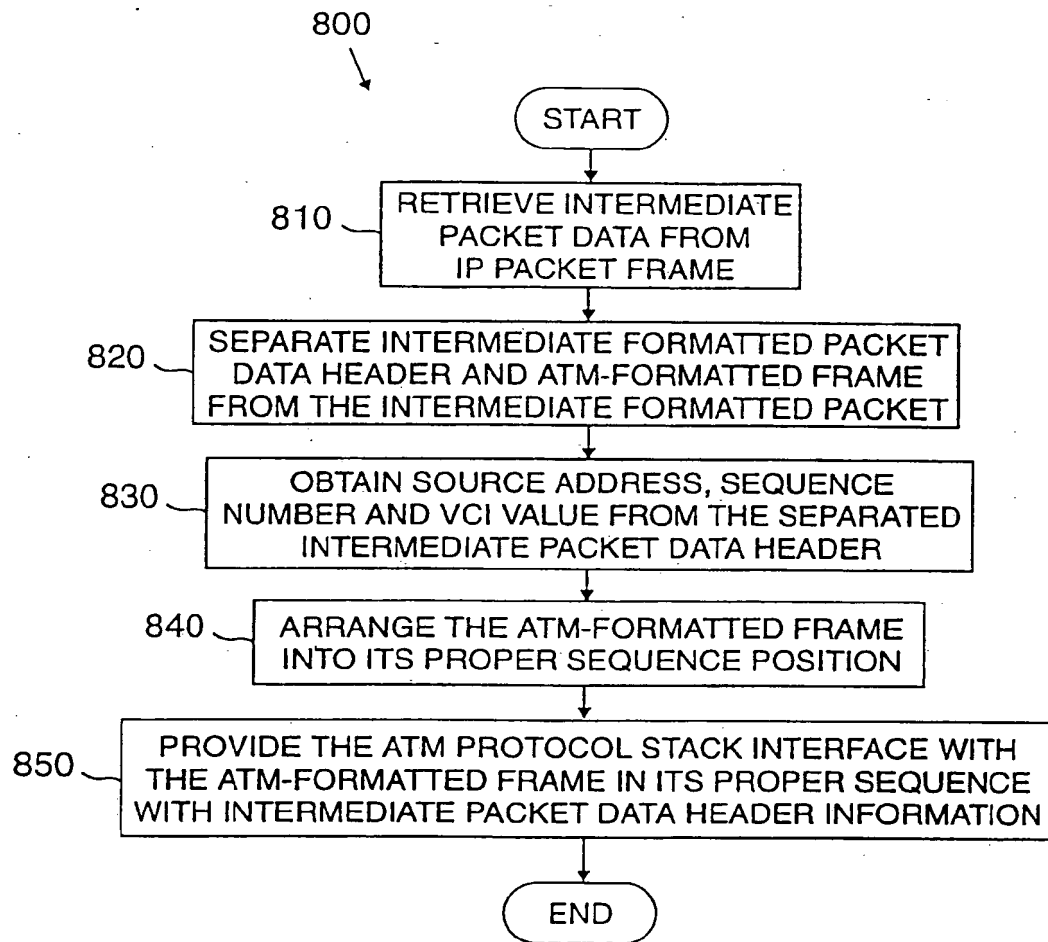 800
START
810
RETRIEVE INTERMEDIATE
PACKET DATA FROM
IP PACKET FRAME
820
SEPARATE INTERMEDIATE FORMATTED PACKET
DATA HEADER AND ATM-FORMATTED FRAME
FROM THE INTERMEDIATE FORMATTED PACKET
830
OBTAIN SOURCE ADDRESS, SEQUENCE
NUMBER AND VCI VALUE FROM THE SEPARATED
INTERMEDIATE PACKET DATA HEADER
840
ARRANGE THE ATM-FORMATTED FRAME
INTO ITS PROPER SEQUENCE POSITION
850
PROVIDE THE ATM PROTOCOL STACK INTERFACE WITH
THE ATM-FORMATTED FRAME IN ITS PROPER SEQUENCE
WITH INTERMEDIATE PACKET DATA HEADER INFORMATION
END